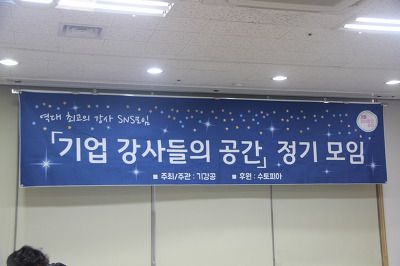 역대 최고의 강사 SNS모임
「기업 강사들의 공간」 정기 모임
■ 주최/주관 : 기강공 ■ 후원 : 수토피아